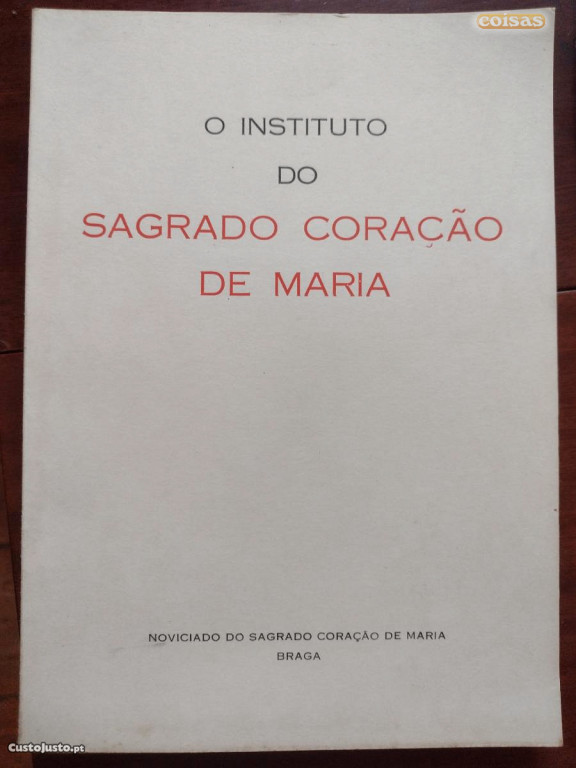 coisas
O INSTITUTO
DO
SAGRADO CORAÇÃO
DE MARIA
NOVICIADO DO SAGRADO CORAÇÃO DE MARIA
BRAGA
CustoJusto.pt